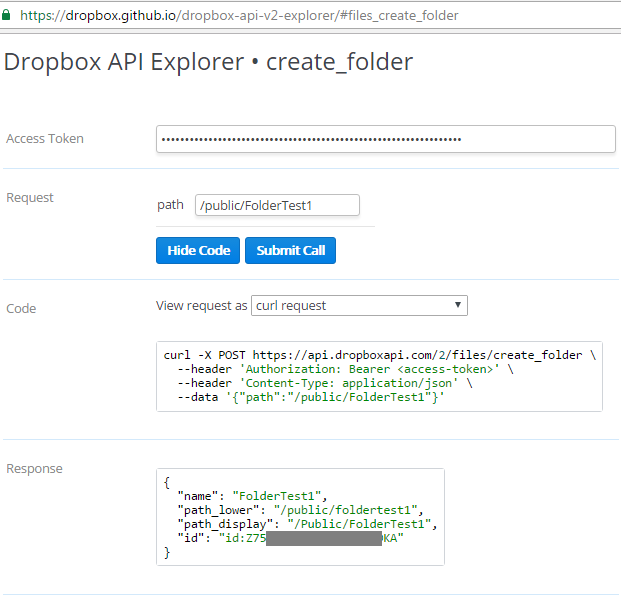 https://dropbox.github.io/dropbox-api-v2-explorer/#files_create_folder
Dropbox API Explorer • create_folder
Access Token
Request
path /public/FolderTest1
Hide Code Submit Call
Code
View request as curl request
curl -X POST https://api.dropboxapi.com/2/files/create_folder \
--header 'Authorization: Bearer <access-token>' \
--header 'Content-Type: application/json' \
--data '{"path":"/public/FolderTest1"}'
Response
{
"name": "FolderTest1",
"path_lower": "/public/foldertest1",
"path_display": "/Public/FolderTest1",
"id": "id:Z75 KA"
}